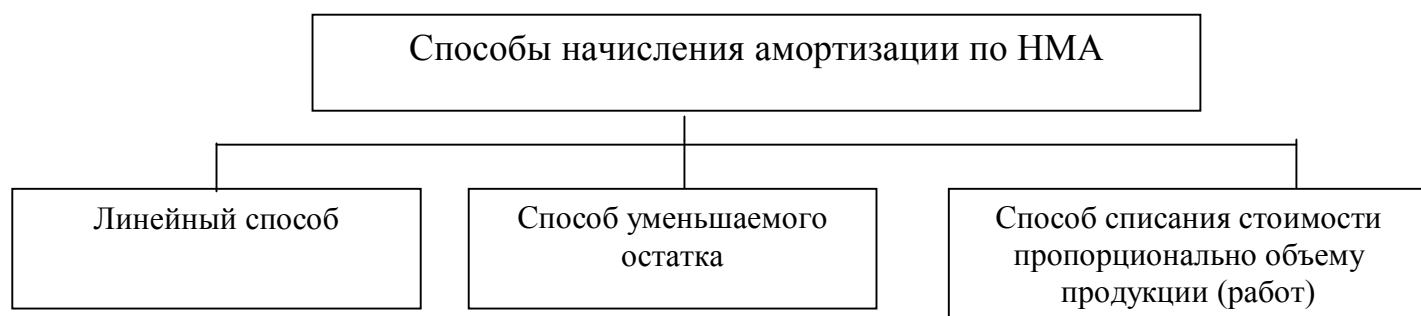 Способы начисления амортизации по НМА
Линейный способ
Способ уменьшаемого
остатка
Способ списания стоимости
пропорционально объему
продукции (работ)